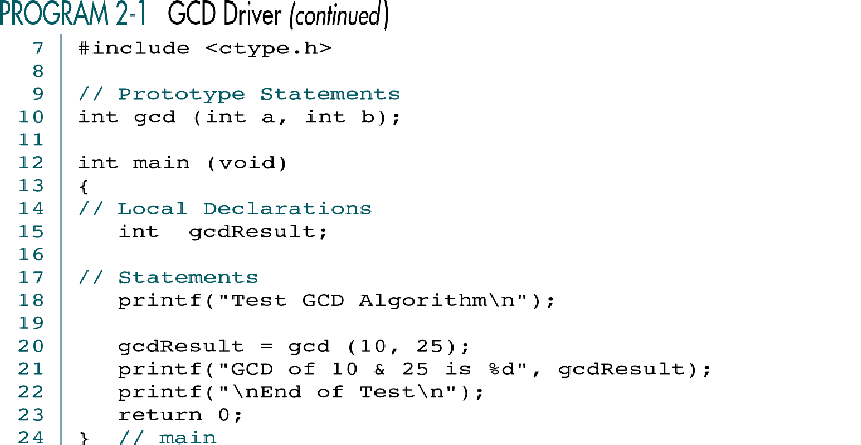 PROGRAM 2-1 GCD Driver (continued)
7 #include <ctype.h>
8
9 // Prototype Statements
10 int gcd (int a, int b);
11
12 int main (void)
13 {
14 // Local Declarations
15 int gcdResult;
16
17 // Statements
18 printf("Test GCD Algorithm\n");
19
20 gcdResult = gcd (10, 25);
21 printf("GCD of 10 & 25 is %d", gcdResult);
22 printf("\nEnd of Test\n");
23 return 0;
24 } // main